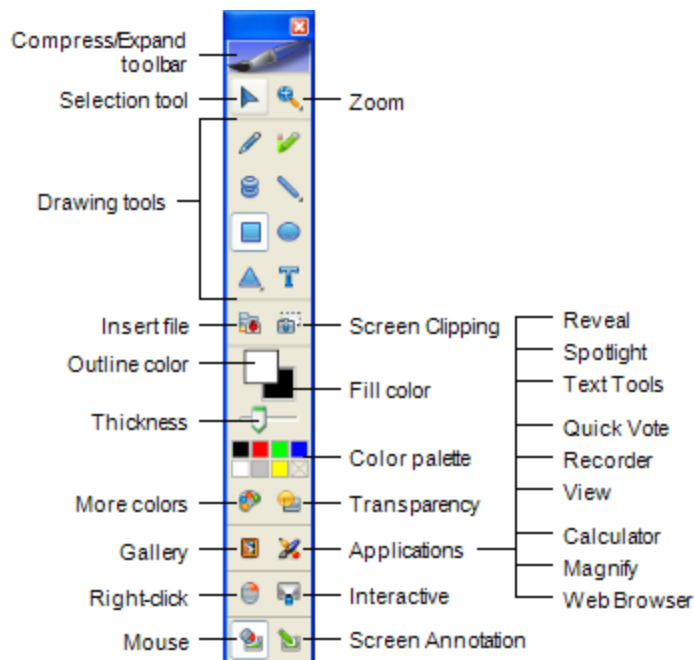 Compress/Expand
toolbar
Selection tool
Zoom
Drawing tools
T
Insert file
Screen Clipping
Reveal
Spotlight
Text Tools
Outline color
Fill color
Thickness
Quick Vote
Recorder
View
Color palette
More colors
Transparency
Gallery
Applications
Calculator
Magnify
Web Browser
Right-click
Interactive
Mouse
Screen Annotation